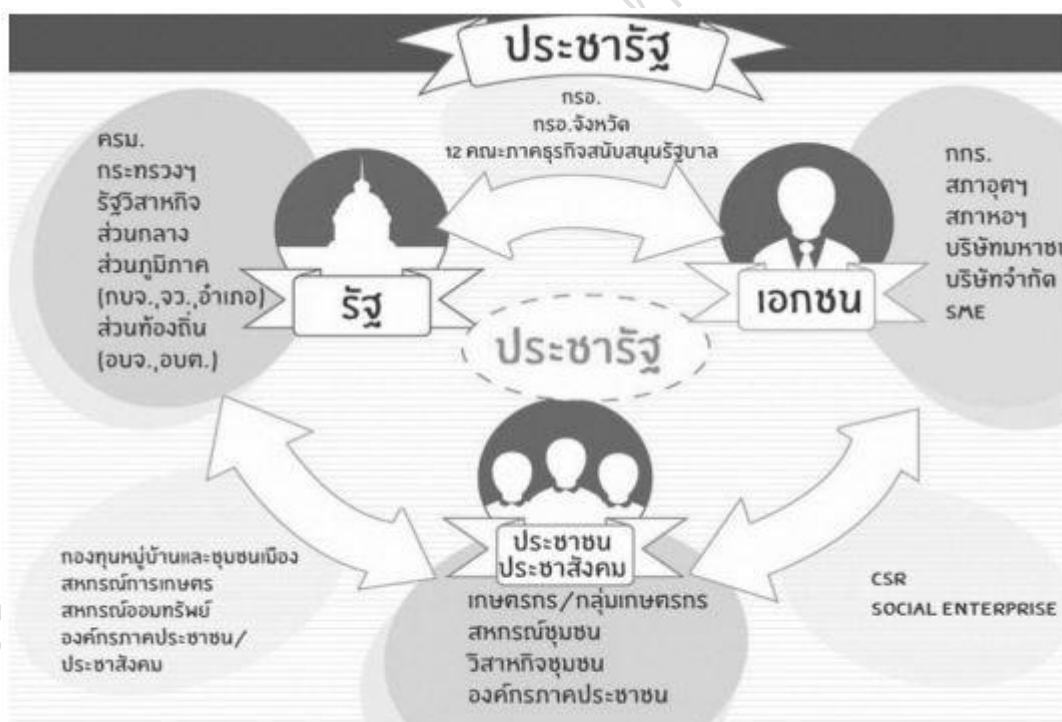 ประชารัฐ
กรอ.
กรอ.จังหวัด
12 คณะภาคธุรกิจสนับสนุนรัฐบาล
ครม.
กระทรวงฯ
รัฐวิสาหกิจ
ส่วนกลาง
ส่วนภูมิภาค
(กบจ.,จว.,อำเภอ)
ส่วนท้องถิ่น
(อบจ.,อบต.)
รัฐ
เอกชน
กกร.
สภาอุตฯ
สภาหอฯ
บริษัทมหาชน
บริษัทจำกัด
SME
ประชารัฐ
ประชาชน
ประชาสังคม
เกษตรกร/กลุ่มเกษตรกร
สหกรณ์ชุมชน
วิสาหกิจชุมชน
องค์กรภาคประชาชน
กองทุนหมู่บ้านและชุมชนเมือง
สหกรณ์การเกษตร
สหกรณ์ออมทรัพย์
องค์กรภาคประชาชน/
ประชาสังคม
CSR
SOCIAL ENTERPRISE